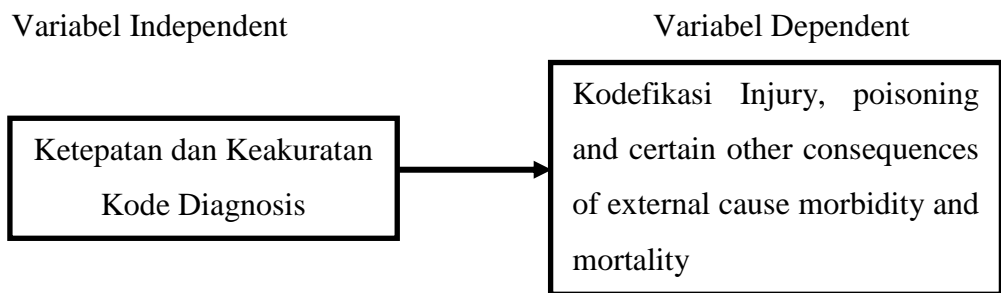 Variabel Independent
Variabel Dependent
Ketepatan dan Keakuratan
Kode Diagnosis
Kodefikasi Injury, poisoning
and certain other consequences
of external cause morbidity and
mortality